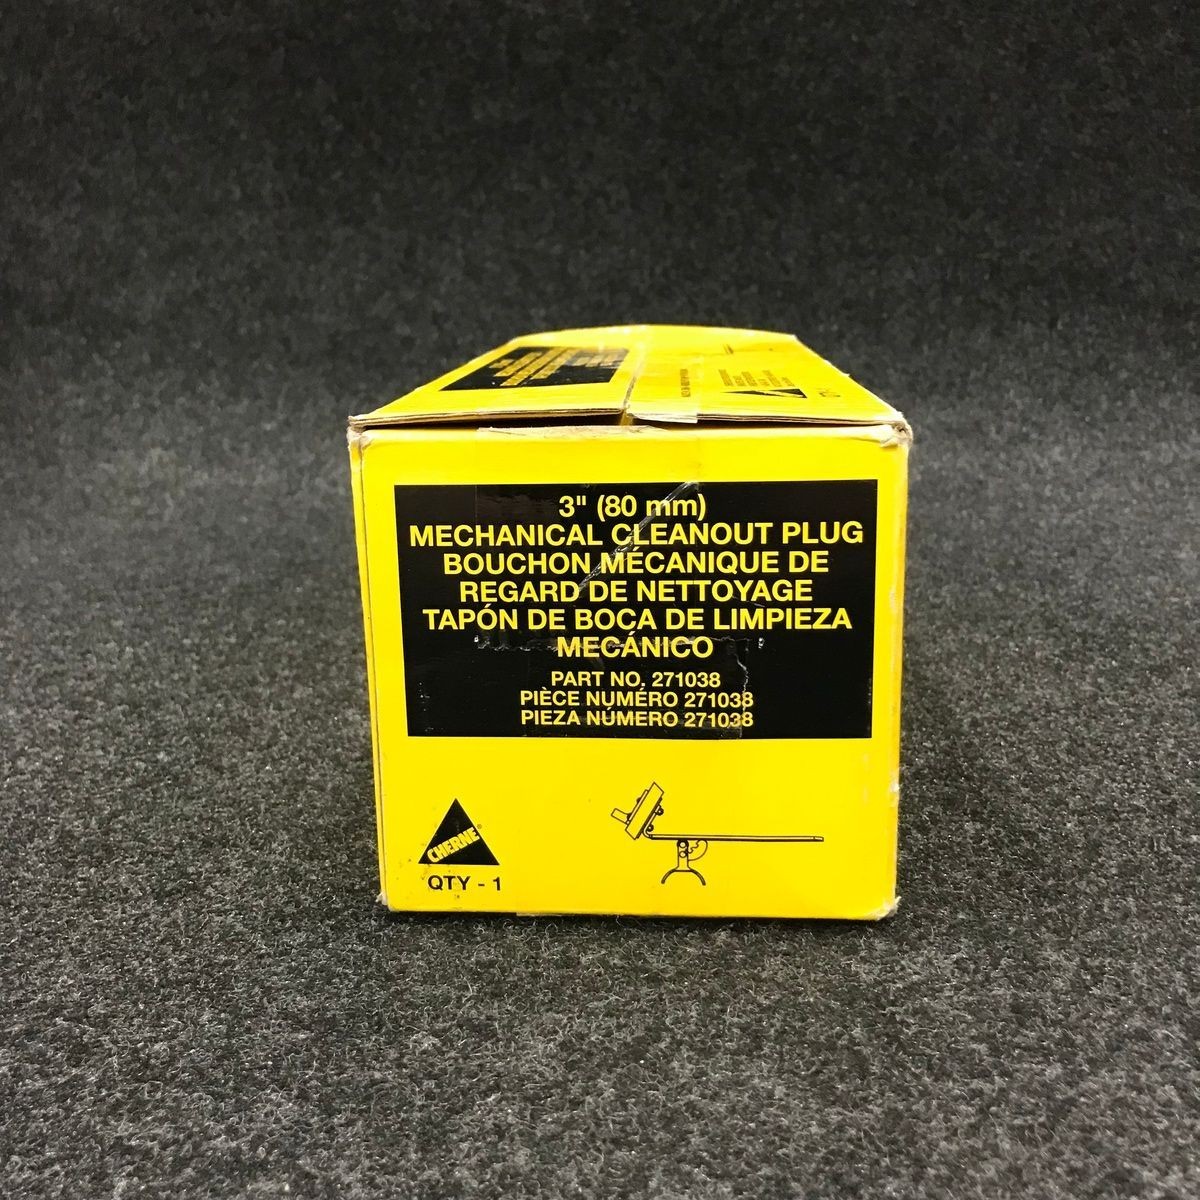 3" (80 mm)
MECHANICAL CLEANOUT PLUG
BOUCHON MÉCANIQUE DE
REGARD DE NETTOYAGE
TAPÓN DE BOCA DE LIMPIEZA
MECÁNICO
PART NO. 271038
PIÈCE NUMÉRO 271038
PIEZA NÚMERO 271038
CHERNE®
QTY - 1